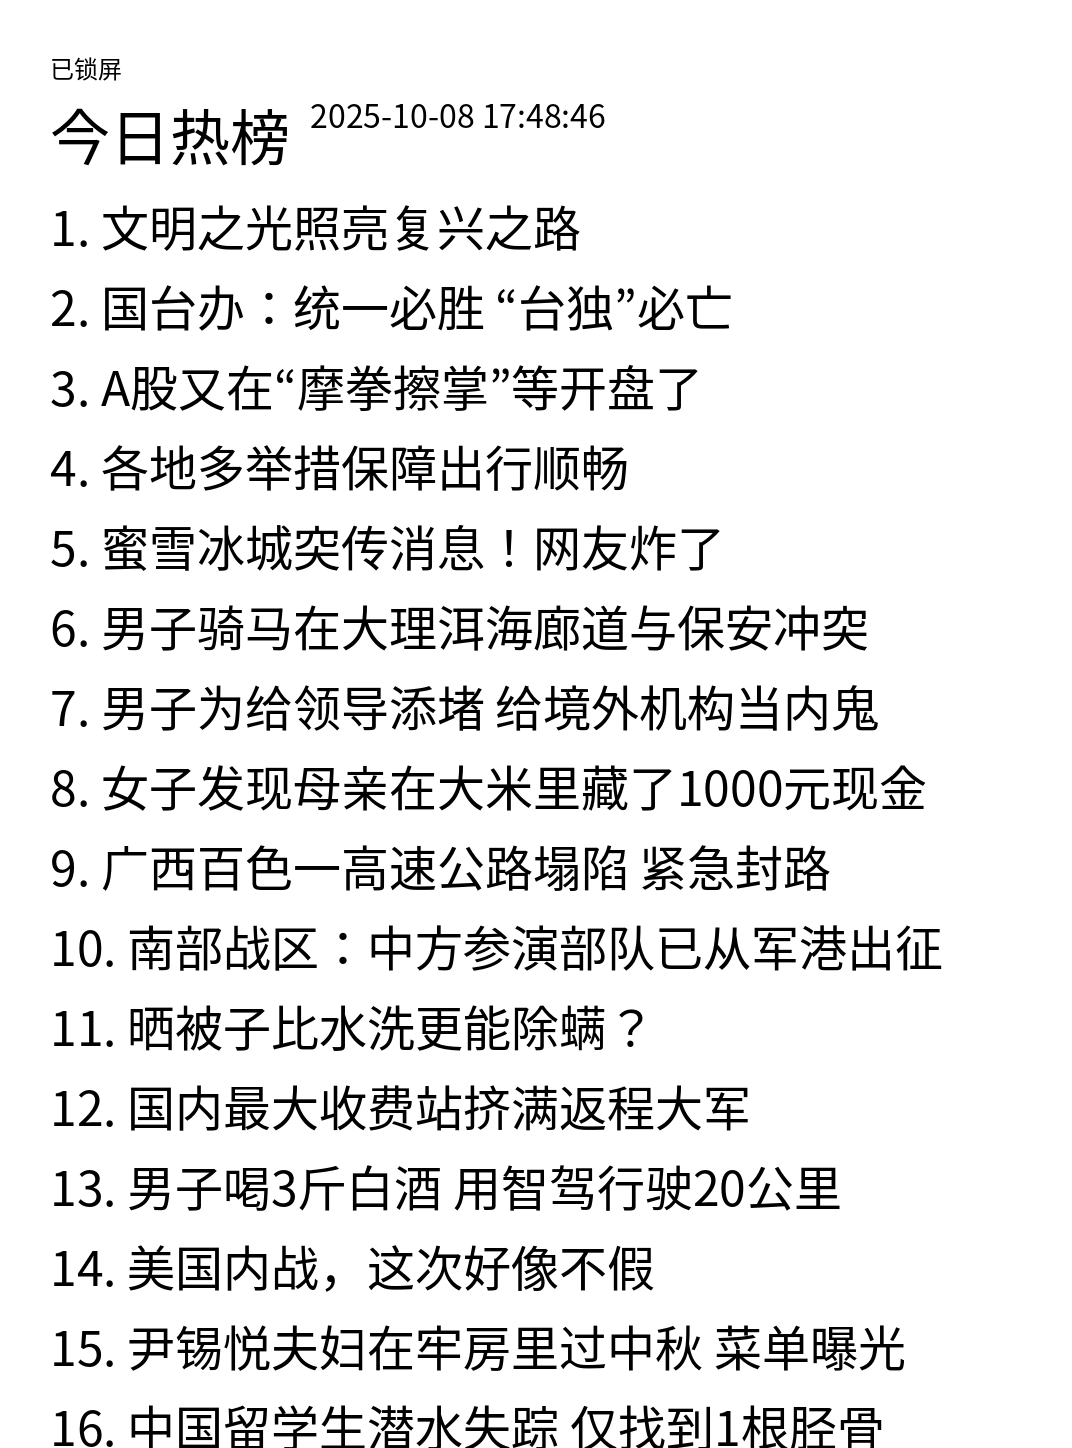 已锁屏
今日热榜 2025-10-08 17:48:46
1. 文明之光照亮复兴之路
2. 国台办：统一必胜 “台独”必亡
3. A股又在“摩拳擦掌”等开盘了
4. 各地多举措保障出行顺畅
5. 蜜雪冰城突传消息！网友炸了
6. 男子骑马在大理洱海廊道与保安冲突
7. 男子为给领导添堵 给境外机构当内鬼
8. 女子发现母亲在大米里藏了1000元现金
9. 广西百色一高速公路塌陷 紧急封路
10. 南部战区：中方参演部队已从军港出征
11. 晒被子比水洗更能除螨？
12. 国内最大收费站挤满返程大军
13. 男子喝3斤白酒 用智驾行驶20公里
14. 美国内战，这次好像不假
15. 尹锡悦夫妇在牢房里过中秋 菜单曝光
16. 中国留学生潜水失踪 仅找到1根胫骨